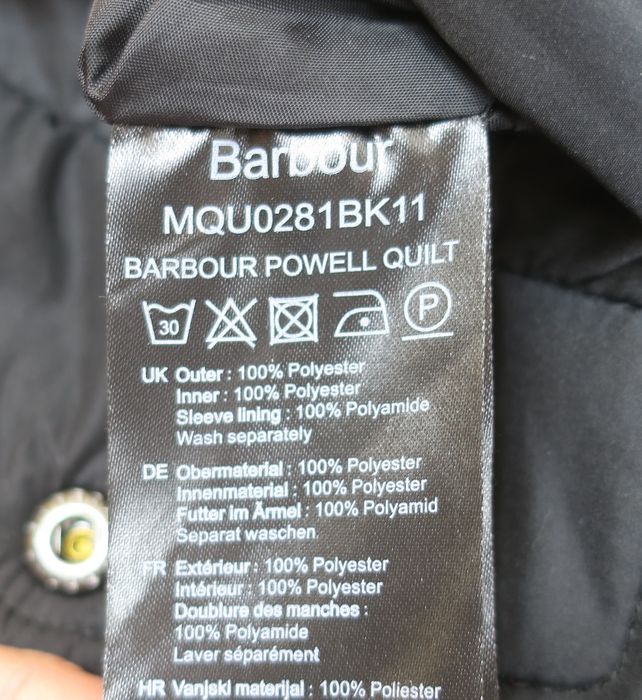 Barbour
MQU0281BK11
BARBOUR POWELL QUILT
30 P
UK Outer : 100% Polyester
Inner : 100% Polyester
Sleeve lining : 100% Polyamide
Wash separately
DE Obermaterial : 100% Polyester
Innenmaterial : 100% Polyester
Futter im Ärmel : 100% Polyamid
Separat waschen
FR Extérieur : 100% Polyester
Intérieur : 100% Polyester
Doublure des manches :
100% Polyamide
Laver séparément
HR Vanjski materijal : 100% Polyester